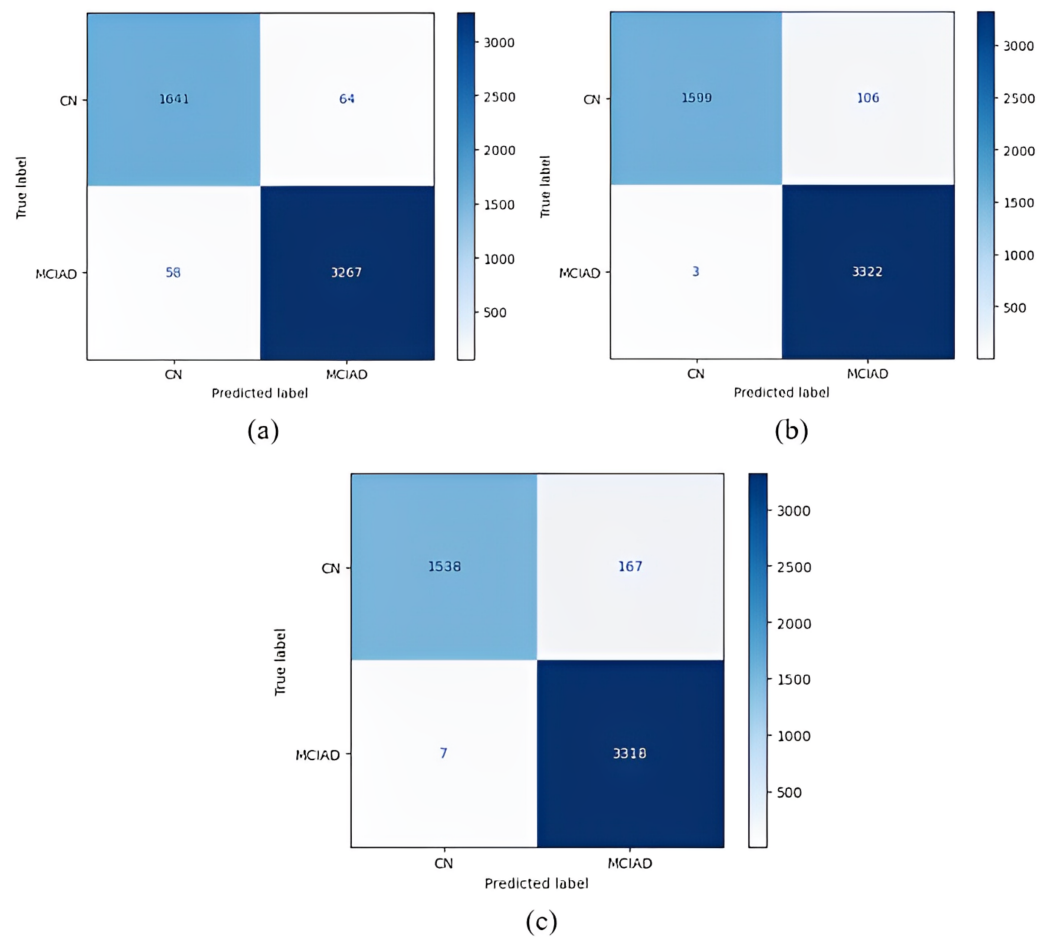 CN
1641
64
MCIAD
58
3267
CN
MCIAD
Predicted label
True label
3000
2500
2000
1500
1000
500
(a)
CN
1599
106
MCIAD
3
3322
CN
MCIAD
Predicted label
True label
3000
2500
2000
1500
1000
500
(b)
CN
1538
167
MCIAD
7
3318
CN
MCIAD
Predicted label
True label
3000
2500
2000
1500
1000
500
(c)